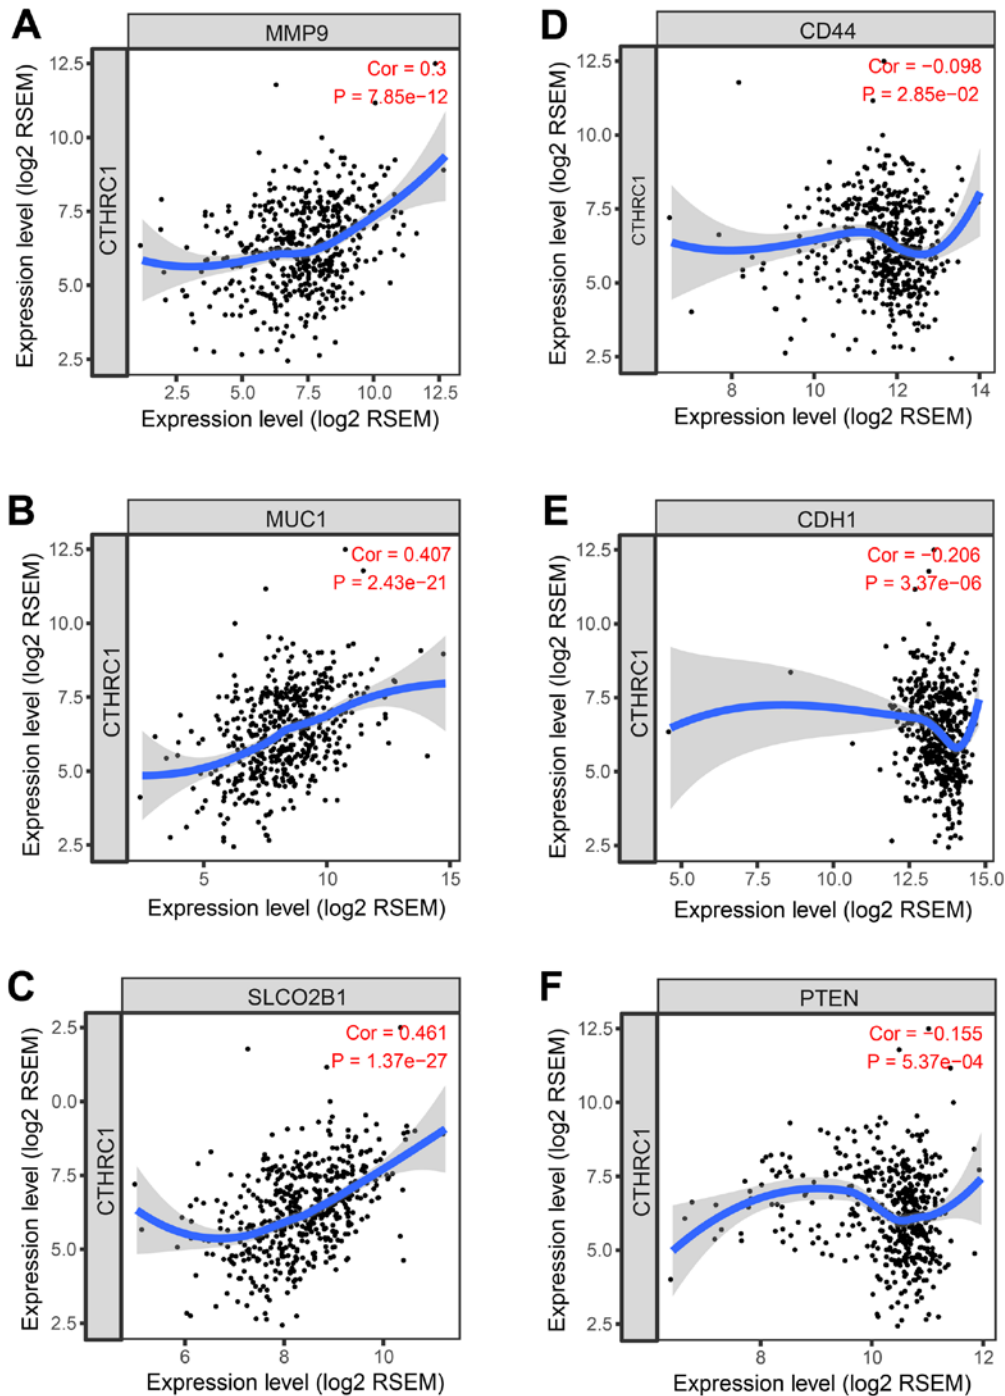 A
MMP9
CTHRC1
Expression level (log2 RSEM)
Cor = 0.3
P = 7.85e−12
12.5
10.0
7.5
5.0
2.5
2.5 5.0 7.5 10.0 12.5
Expression level (log2 RSEM)
D
CD44
CTHRC1
Expression level (log2 RSEM)
Cor = −0.098
P = 2.85e−02
12.5
10.0
7.5
5.0
2.5
8 10 12 14
Expression level (log2 RSEM)
B
MUC1
CTHRC1
Expression level (log2 RSEM)
Cor = 0.407
P = 2.43e−21
12.5
10.0
7.5
5.0
2.5
5 10 15
Expression level (log2 RSEM)
E
CDH1
CTHRC1
Expression level (log2 RSEM)
Cor = −0.206
P = 3.37e−06
12.5
10.0
7.5
5.0
2.5
5.0 7.5 10.0 12.5 15.0
Expression level (log2 RSEM)
C
SLCO2B1
CTHRC1
Expression level (log2 RSEM)
Cor = 0.461
P = 1.37e−27
2.5
0.0
7.5
5.0
2.5
6 8 10
Expression level (log2 RSEM)
F
PTEN
CTHRC1
Expression level (log2 RSEM)
Cor = −0.155
P = 5.37e−04
12.5
10.0
7.5
5.0
2.5
8 10 12
Expression level (log2 RSEM)